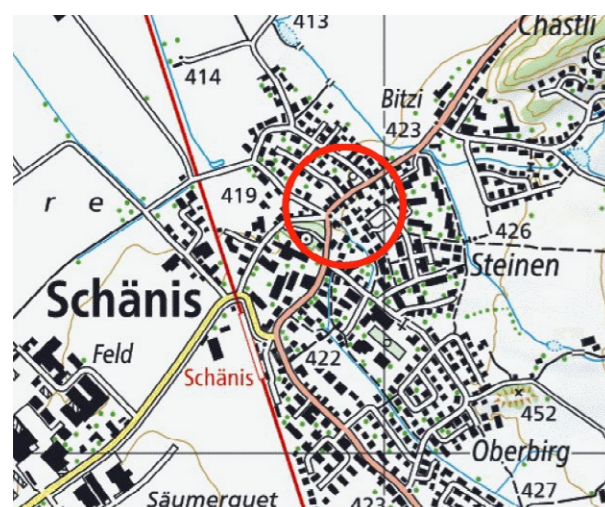 413
Chastli
414
Bitzi
423
419
r e
426
Steinen
Schänis
Feld
422
Schänis
452
Oberbirg
427
Säumerguet
423